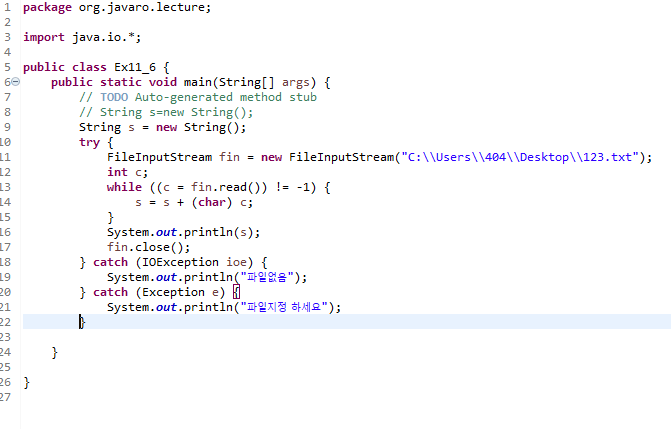 1 package org.javaro.lecture;
2
3 import java.io.*;
4
5 public class Ex11_6 {
6 public static void main(String[] args) {
7 // TODO Auto-generated method stub
8 // String s=new String();
9 String s = new String();
10 try {
11 FileInputStream fin = new FileInputStream("C:\\Users\\404\\Desktop\\123.txt");
12 int c;
13 while ((c = fin.read()) != -1) {
14 s = s + (char) c;
15 }
16 System.out.println(s);
17 fin.close();
18 } catch (IOException ioe) {
19 System.out.println("파일없음");
20 } catch (Exception e) {
21 System.out.println("파일지정 하세요");
22 }
23
24 }
25
26 }
27